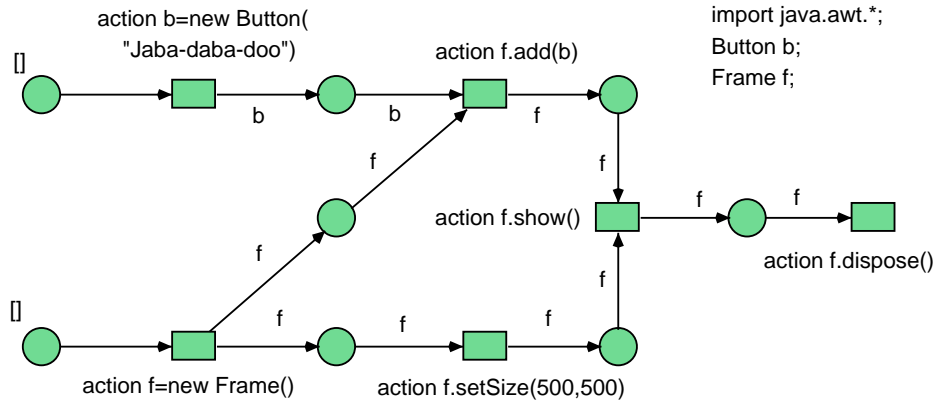 action b=new Button(
"Jaba-daba-doo")
import java.awt.*;
Button b;
Frame f;
[]
action f.add(b)
b
b
f
f
f
action f.show()
f
f
f
action f.dispose()
f
[]
f
f
f
action f=new Frame()
action f.setSize(500,500)